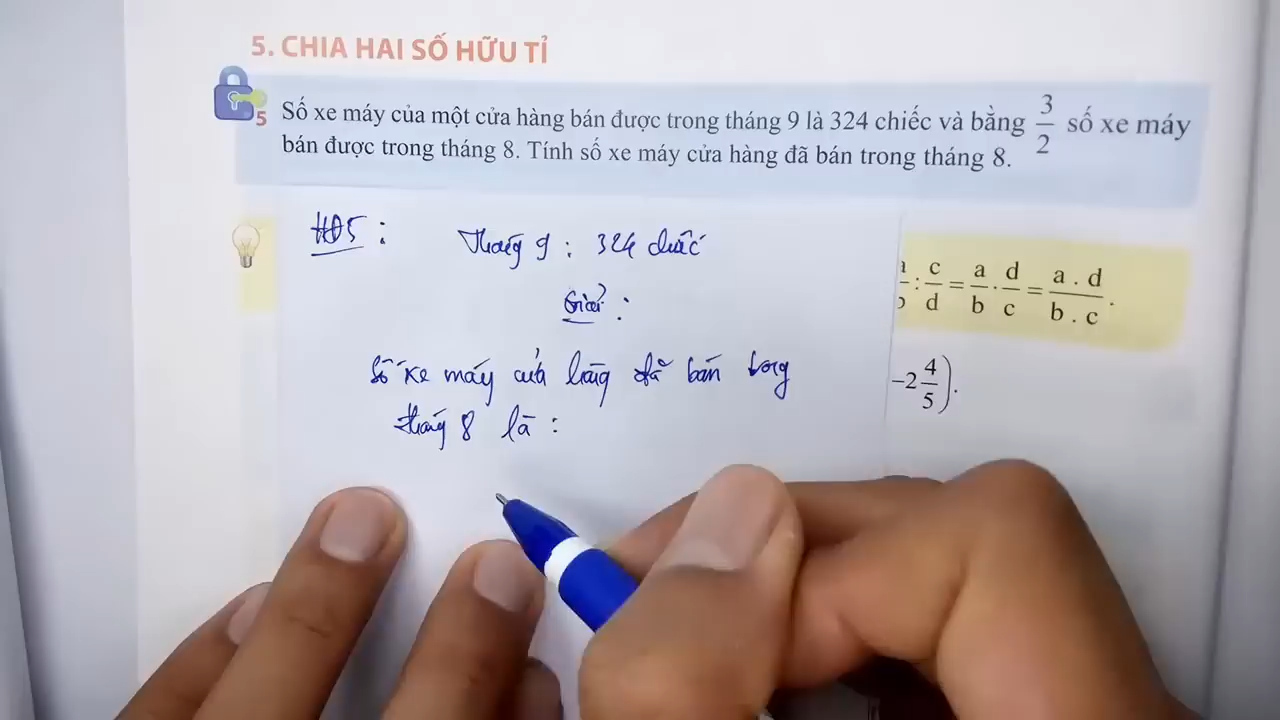 5. CHIA HAI SỐ HỮU TỈ
5
Số xe máy của một cửa hàng bán được trong tháng 9 là 324 chiếc và bằng 3/2 số xe máy
bán được trong tháng 8. Tính số xe máy cửa hàng đã bán trong tháng 8.
HĐ5 :
Tháng 9 : 324 chiếc
Giải :
: c/d = a/b . d/c = a . d / b . c .
Số xe máy cửa hàng đã bán trong
tháng 8 là :
−2 4/5).